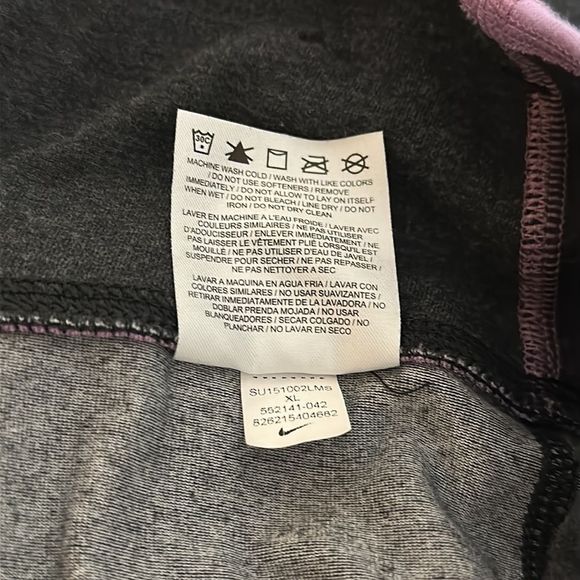 30C
MACHINE WASH COLD / WASH WITH LIKE COLORS
/ DO NOT USE SOFTENERS / REMOVE
IMMEDIATELY / DO NOT ALLOW TO LAY ON ITSELF
WHEN WET / DO NOT BLEACH / LINE DRY / DO NOT
IRON / DO NOT DRY CLEAN
LAVER EN MACHINE A L'EAU FROIDE / LAVER AVEC
COULEURS SIMILAIRES / NE PAS UTILISER
D'ADOUCISSEUR / ENLEVER IMMEDIATEMENT / NE
PAS LAISSER LE VÊTEMENT PLIÉ LORSQU'IL EST
MOUILLÉ / NE PAS UTILISER D'EAU DE JAVEL /
SUSPENDRE POUR SECHER / NE PAS REPASSER /
NE PAS NETTOYER A SEC
LAVAR A MAQUINA EN AGUA FRIA / LAVAR CON
COLORES SIMILARES / NO USAR SUAVIZANTES /
RETIRAR INMEDIATAMENTE DE LA LAVADORA / NO
DOBLAR PRENDA MOJADA / NO USAR
BLANQUEADORES / SECAR COLGADO / NO
PLANCHAR / NO LAVAR EN SECO
SU151002LMS
XL
552141-042
826215404662